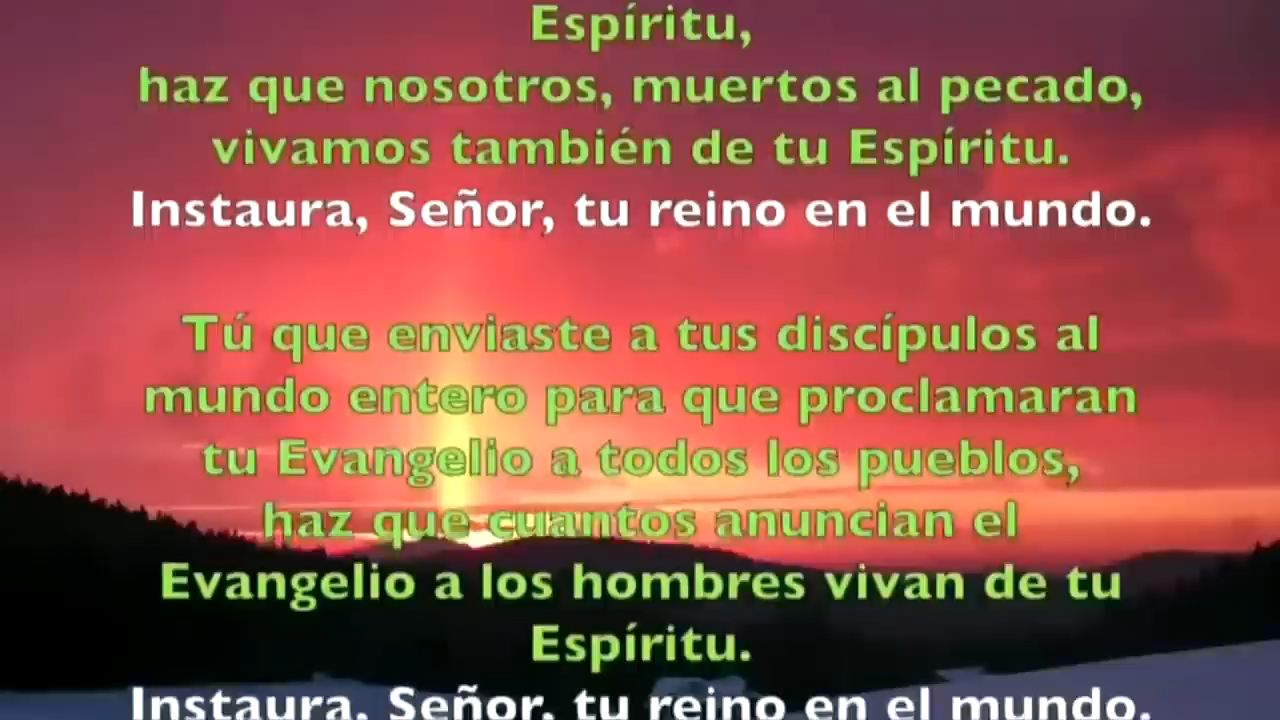 Espíritu,
haz que nosotros, muertos al pecado,
vivamos también de tu Espíritu.
Instaura, Señor, tu reino en el mundo.
Tú que enviaste a tus discípulos al
mundo entero para que proclamaran
tu Evangelio a todos los pueblos,
haz que cuantos anuncian el
Evangelio a los hombres vivan de tu
Espíritu.
Instaura, Señor, tu reino en el mundo.